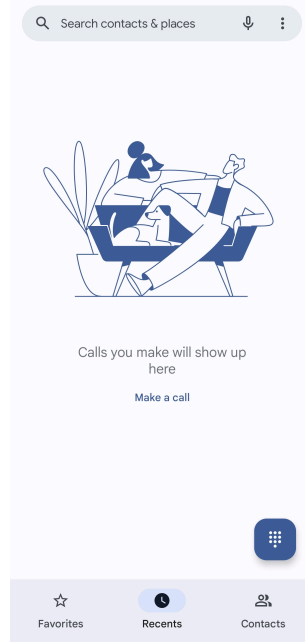 Search contacts & places
Calls you make will show up
here
Make a call
Favorites
Recents
Contacts